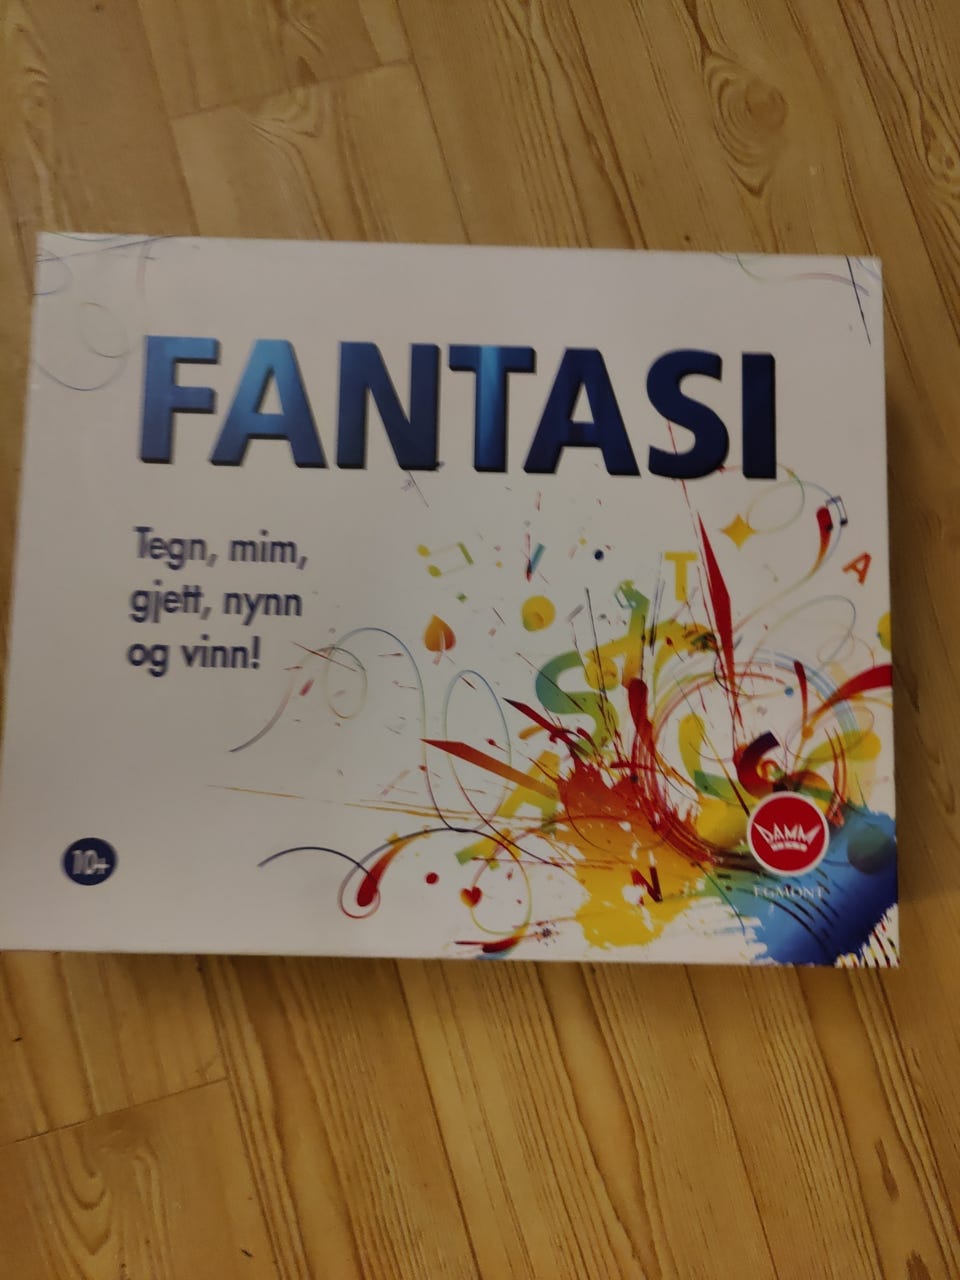 FANTASI
Tegn, mim,
gjett, nynn
og vinn!
10+
DAMM
EGMONT
T
A
S
A
N